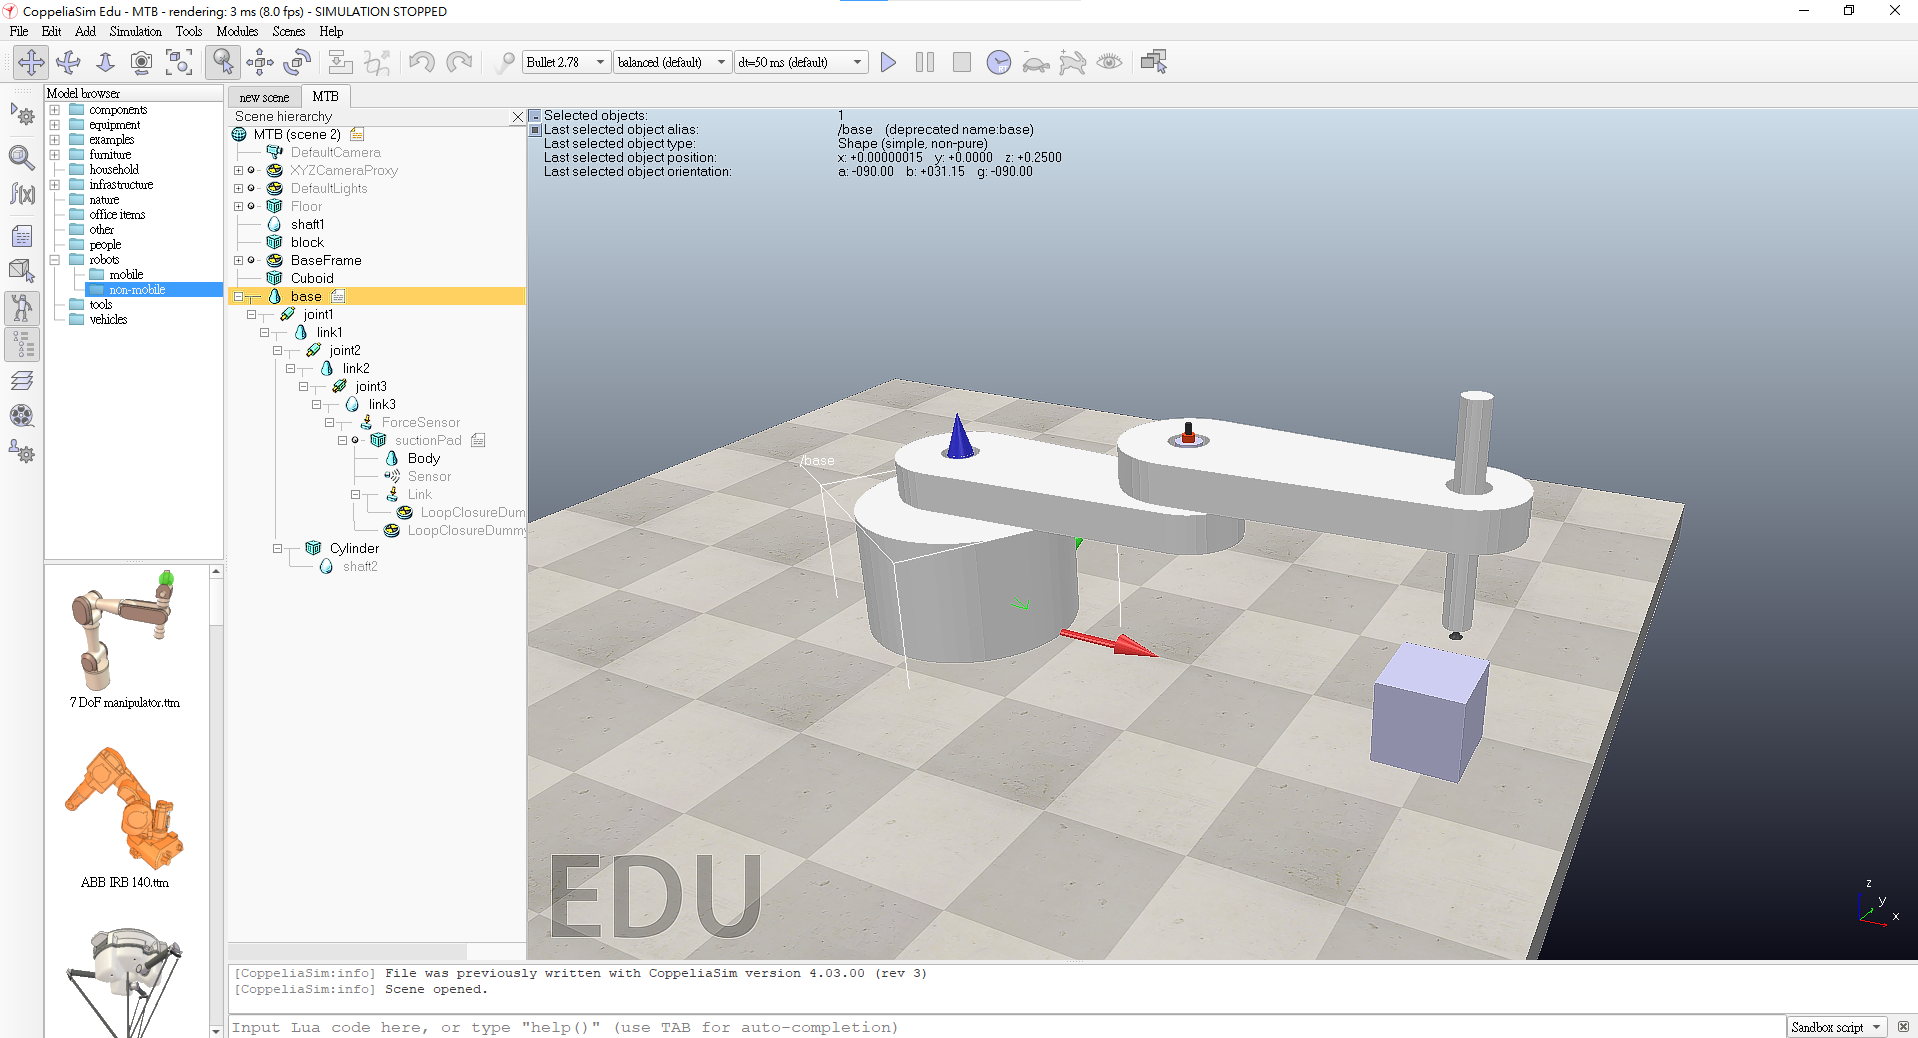 CoppeliaSim Edu - MTB - rendering: 3 ms (8.0 fps) - SIMULATION STOPPED
File Edit Add Simulation Tools Modules Scenes Help
Bullet 2.78 balanced (default) dt=50 ms (default)
RT
f(x)
Model browser
components
equipment
examples
furniture
household
infrastructure
nature
office items
other
people
robots
mobile
non-mobile
tools
vehicles
7 DoF manipulator.ttm
ABB IRB 140.ttm
new scene MTB
Scene hierarchy
MTB (scene 2)
DefaultCamera
XYZCameraProxy
DefaultLights
Floor
shaft1
block
BaseFrame
Cuboid
base
joint1
link1
joint2
link2
joint3
link3
ForceSensor
suctionPad
Body
Sensor
Link
LoopClosureDum
LoopClosureDummy
Cylinder
shaft2
Selected objects: 1
Last selected object alias: /base (deprecated name:base)
Last selected object type: Shape (simple, non-pure)
Last selected object position: x: +0.00000015 y: +0.0000 z: +0.2500
Last selected object orientation: a: -090.00 b: +031.15 g: -090.00
/base
EDU
z
y
x
[CoppeliaSim:info] File was previously written with CoppeliaSim version 4.03.00 (rev 3)
[CoppeliaSim:info] Scene opened.
Input Lua code here, or type "help()" (use TAB for auto-completion)
Sandbox script